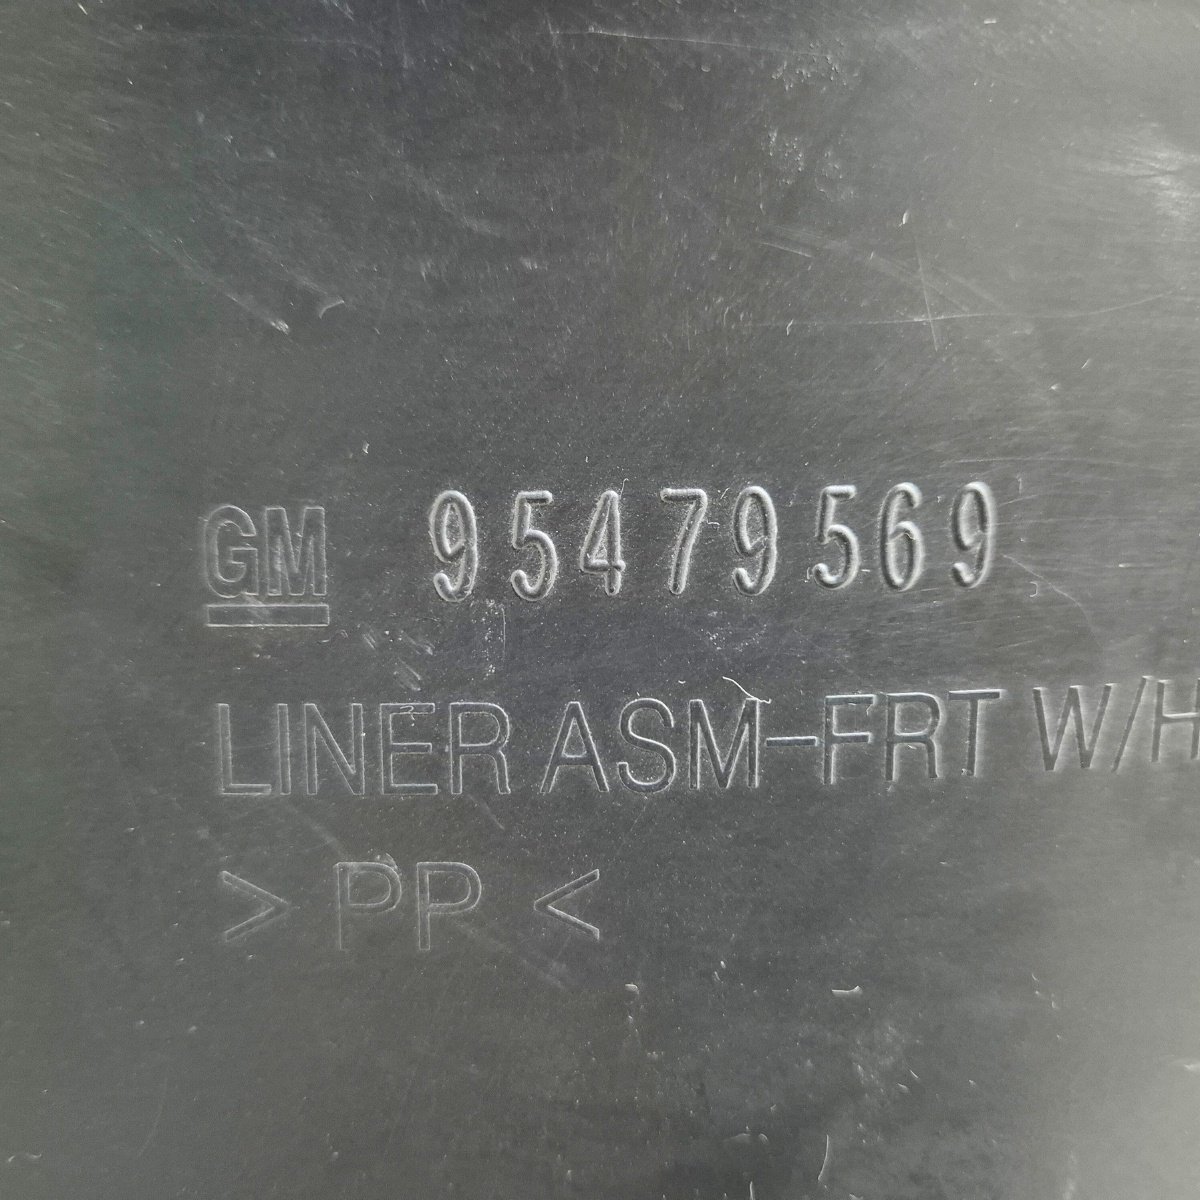 GM 95479569
LINER ASM-FRT W/H
>PP<